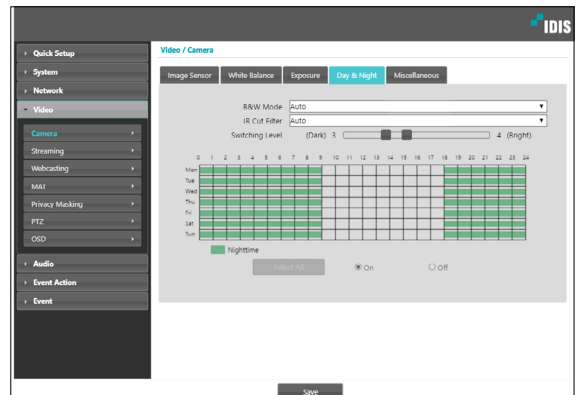 IDIS
Quick Setup
System
Network
Video
Camera
Streaming
Webcasting
MAT
Privacy Masking
PTZ
OSD
Audio
Event Action
Event
Video / Camera
Image Sensor White Balance Exposure Day & Night Miscellaneous
B&W Mode Auto
IR Cut Filter Auto
Switching Level (Dark) 3 4 (Bright)
0 1 2 3 4 5 6 7 8 9 10 11 12 13 14 15 16 17 18 19 20 21 22 23 24
Mon
Tue
Wed
Thu
Fri
Sat
Sun
Nighttime
Select All On Off
Save